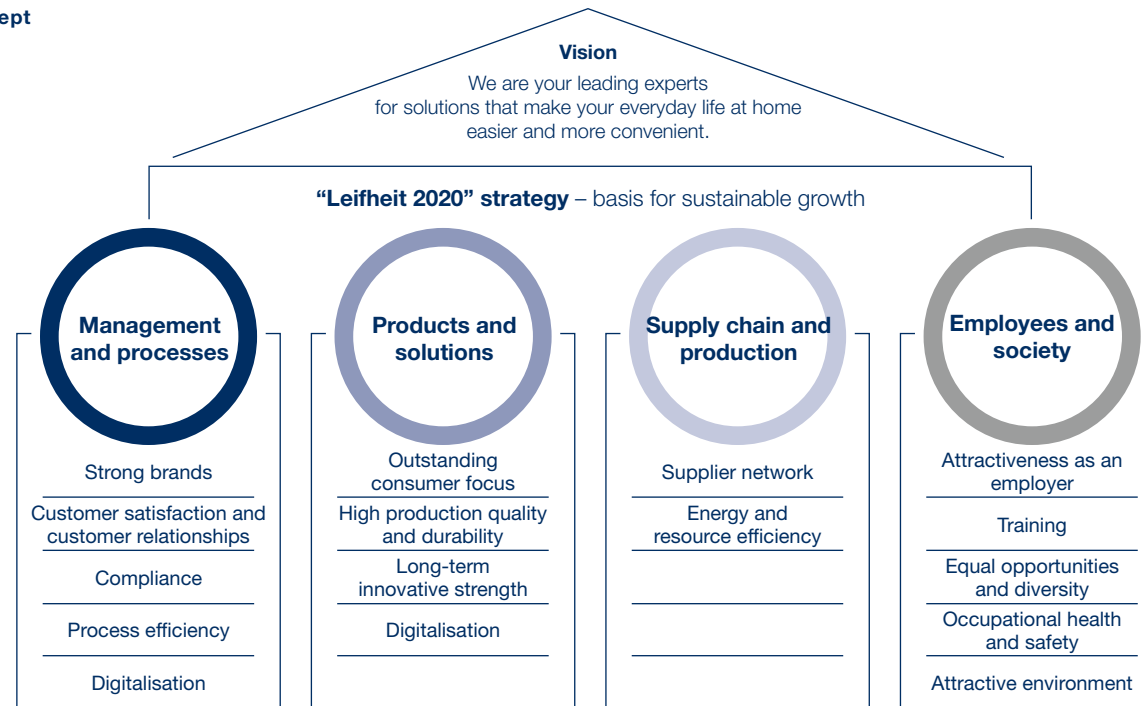 ept
Vision
We are your leading experts
for solutions that make your everyday life at home
easier and more convenient.
“Leifheit 2020” strategy – basis for sustainable growth
Management
and processes
Strong brands
Customer satisfaction and
customer relationships
Compliance
Process efficiency
Digitalisation
Products and
solutions
Outstanding
consumer focus
High production quality
and durability
Long-term
innovative strength
Digitalisation
Supply chain and
production
Supplier network
Energy and
resource efficiency
Employees and
society
Attractiveness as an
employer
Training
Equal opportunities
and diversity
Occupational health
and safety
Attractive environment